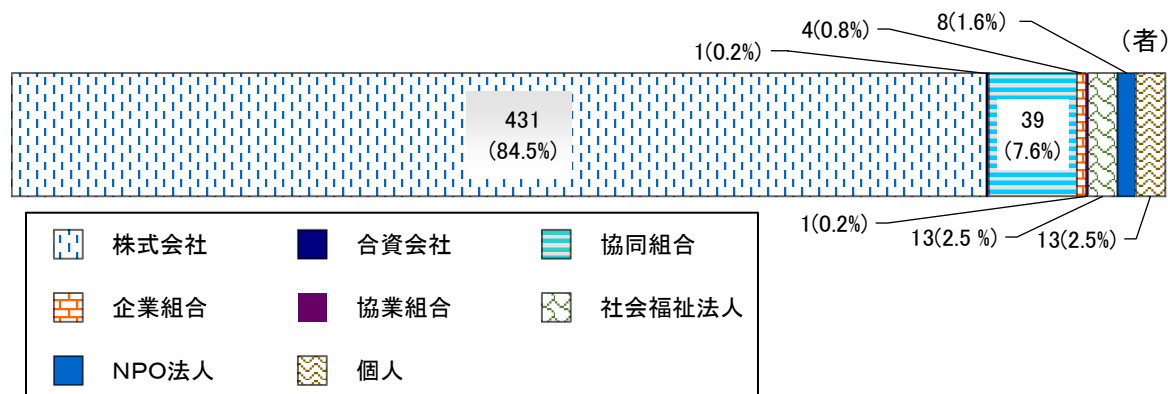 8(1.6%)
4(0.8%)
(者)
1(0.2%)
431
(84.5%)
39
(7.6%)
1(0.2%)
13(2.5 %)
13(2.5%)
株式会社
合資会社
協同組合
企業組合
協業組合
社会福祉法人
NPO法人
個人